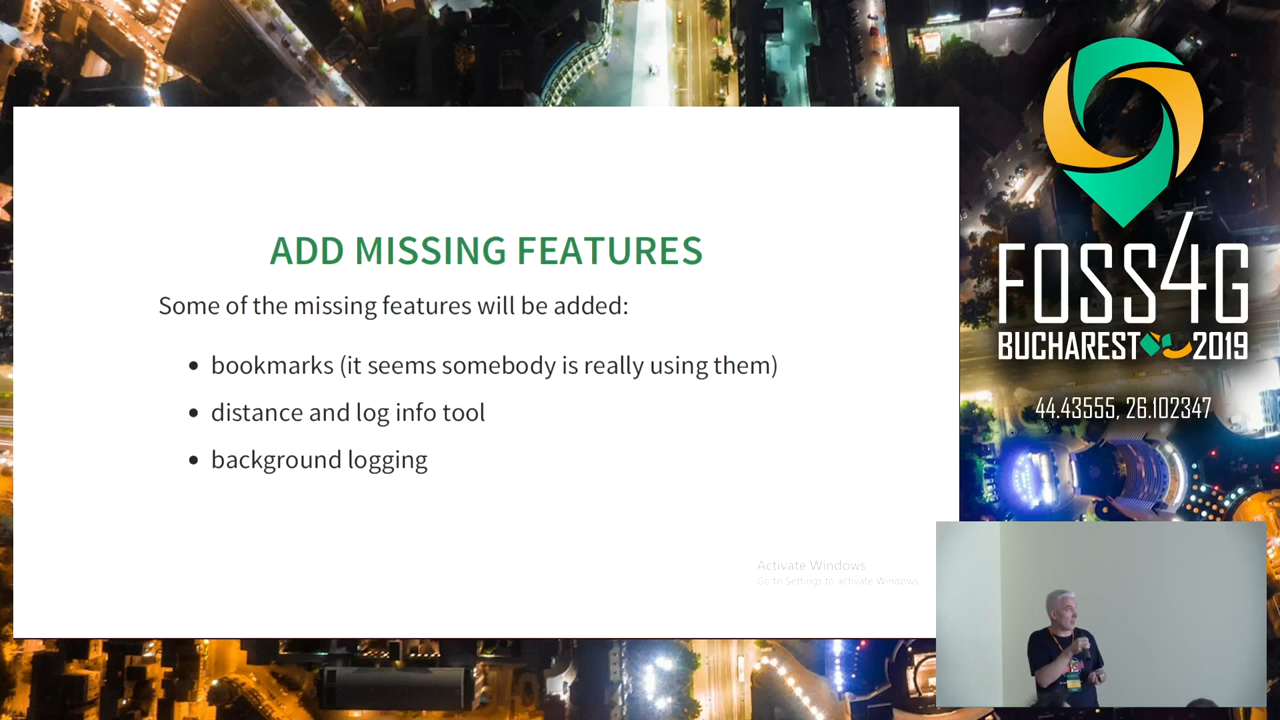 ADD MISSING FEATURES
Some of the missing features will be added:
• bookmarks (it seems somebody is really using them)
• distance and log info tool
• background logging
Activate Windows
Go to Settings to activate Windows.
FOSS4G
BUCHAREST 2019
44.43555, 26.102347